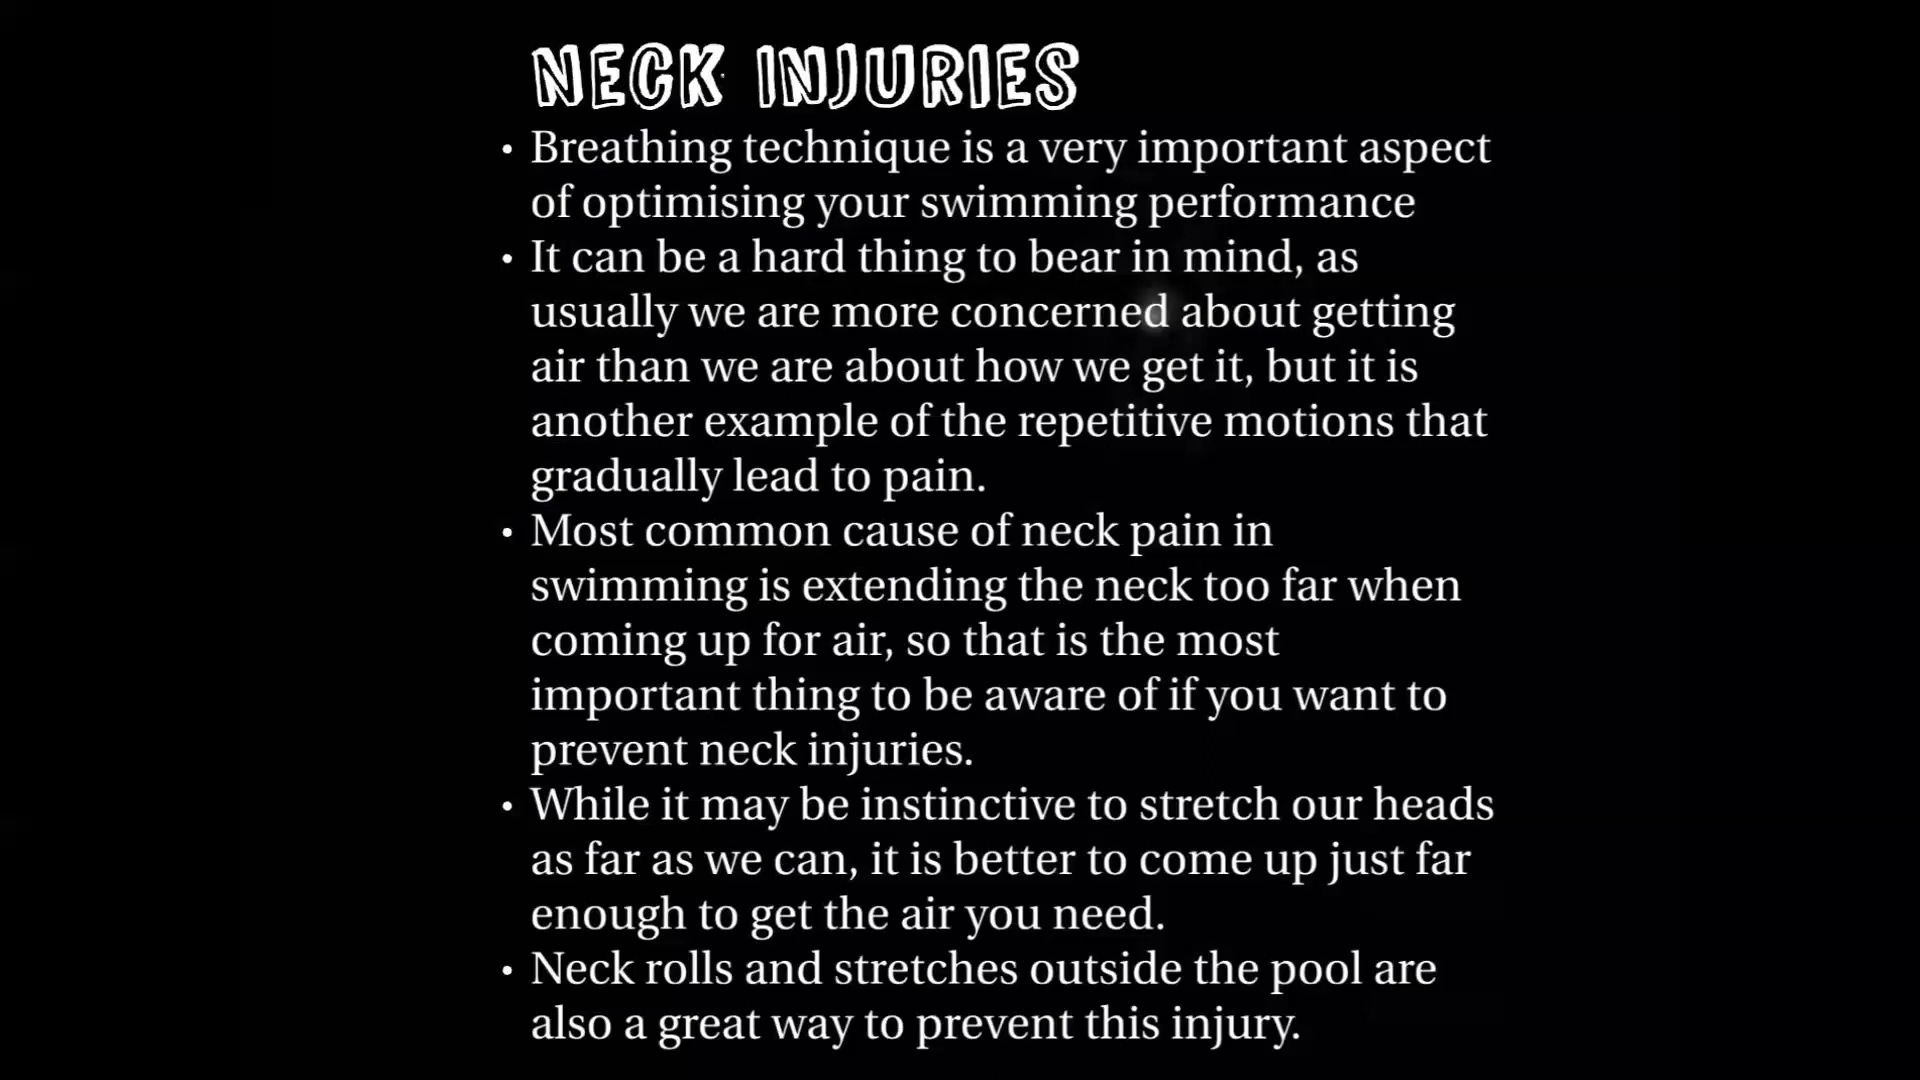 NECK INJURIES
• Breathing technique is a very important aspect
of optimising your swimming performance
• It can be a hard thing to bear in mind, as
usually we are more concerned about getting
air than we are about how we get it, but it is
another example of the repetitive motions that
gradually lead to pain.
• Most common cause of neck pain in
swimming is extending the neck too far when
coming up for air, so that is the most
important thing to be aware of if you want to
prevent neck injuries.
• While it may be instinctive to stretch our heads
as far as we can, it is better to come up just far
enough to get the air you need.
• Neck rolls and stretches outside the pool are
also a great way to prevent this injury.